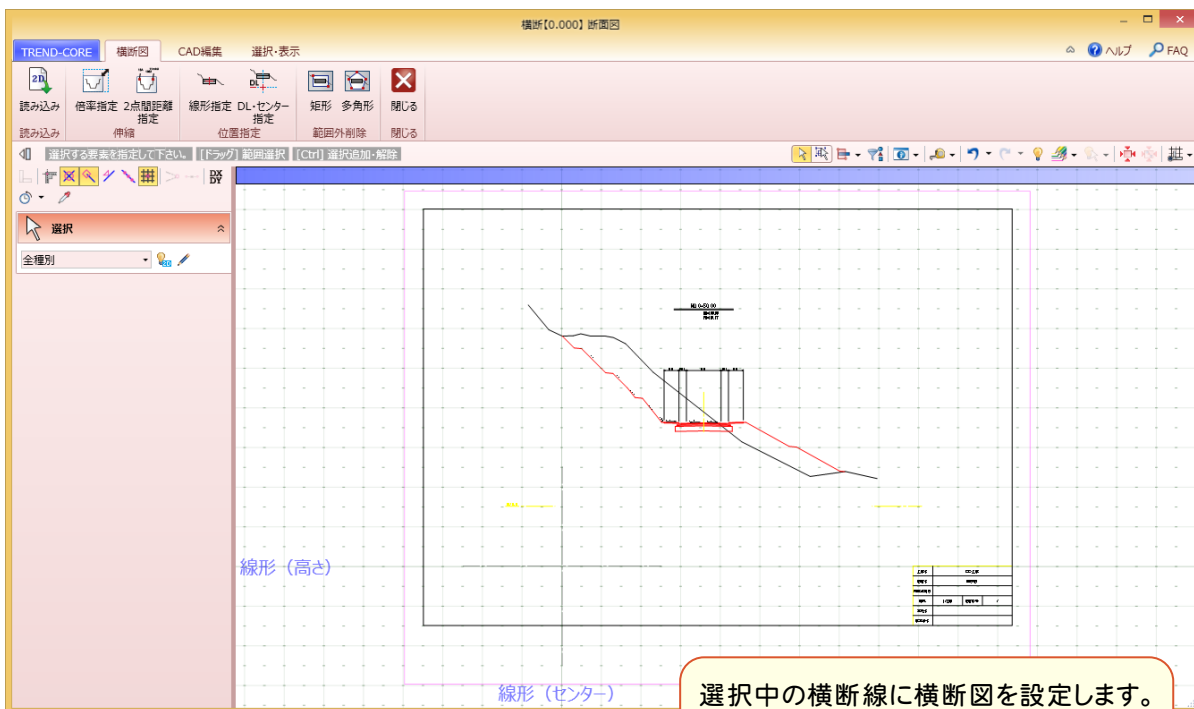 横断【0.000】断面図
TREND-CORE 横断図 CAD編集 選択・表示 ヘルプ FAQ
読み込み 倍率指定 2点間距離指定 線形指定 DL・センター指定 矩形 多角形 閉じる
読み込み 伸縮 位置指定 範囲外削除 閉じる
選択する要素を指定して下さい。 [ドラッグ] 範囲選択 [Ctrl] 選択追加・解除
選択
全種別
線形（高さ）
線形（センター）
選択中の横断線に横断図を設定します。